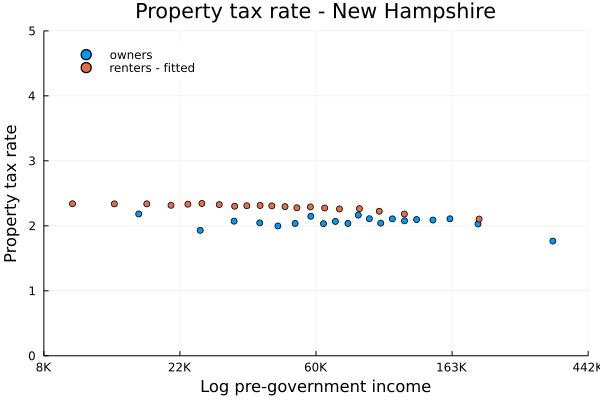 Property tax rate - New Hampshire
owners
renters - fitted
Property tax rate
5
4
3
2
1
0
8K 22K 60K 163K 442K
Log pre-government income